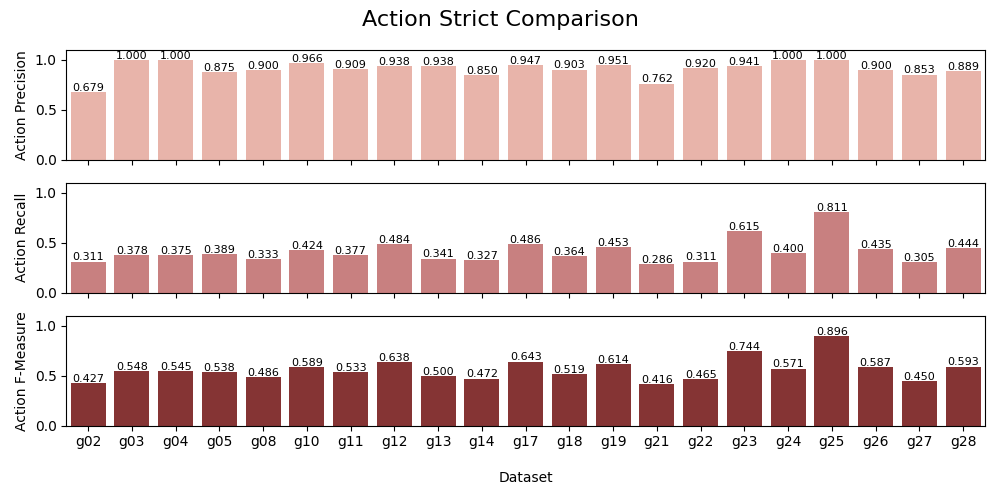 Action Strict Comparison
Action Precision
1.0
0.5
0.0
0.679 1.000 1.000 0.875 0.900 0.966 0.909 0.938 0.938 0.850 0.947 0.903 0.951 0.762 0.920 0.941 1.000 1.000 0.900 0.853 0.889
Action Recall
1.0
0.5
0.0
0.311 0.378 0.375 0.389 0.333 0.424 0.377 0.484 0.341 0.327 0.486 0.364 0.453 0.286 0.311 0.615 0.400 0.811 0.435 0.305 0.444
Action F-Measure
1.0
0.5
0.0
0.427 0.548 0.545 0.538 0.486 0.589 0.533 0.638 0.500 0.472 0.643 0.519 0.614 0.416 0.465 0.744 0.571 0.896 0.587 0.450 0.593
g02 g03 g04 g05 g08 g10 g11 g12 g13 g14 g17 g18 g19 g21 g22 g23 g24 g25 g26 g27 g28
Dataset